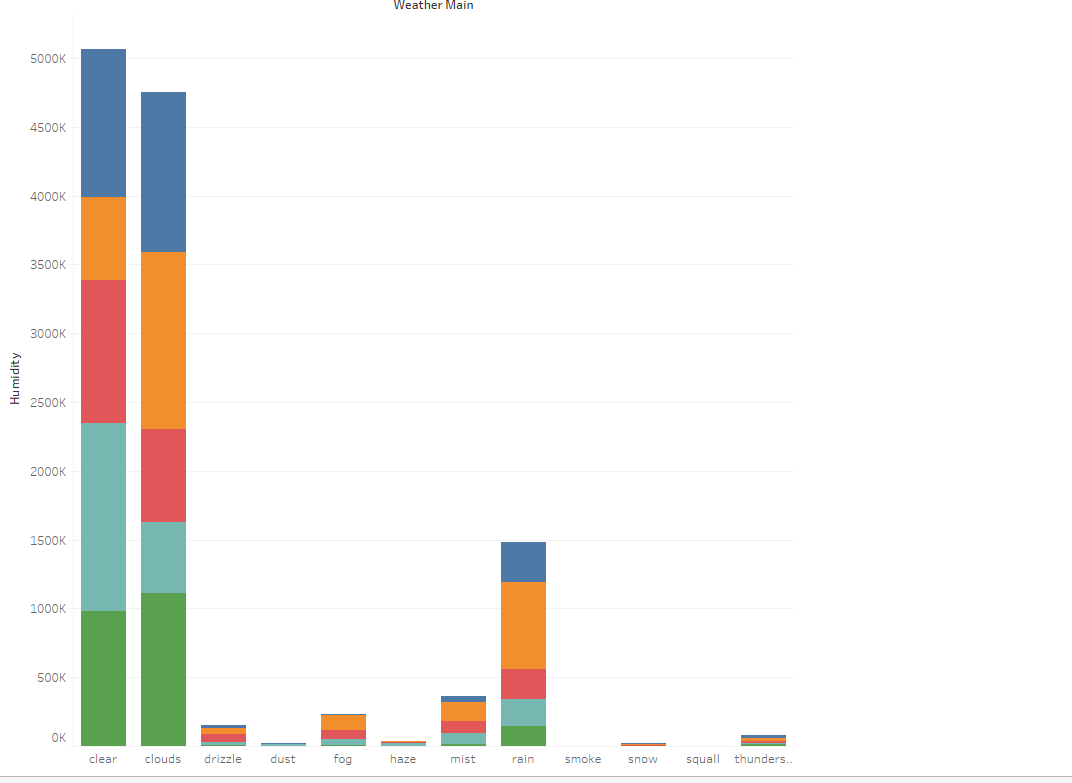 Weather Main
5000K
4500K
4000K
3500K
3000K
2500K
2000K
1500K
1000K
500K
0K
Humidity
clear clouds drizzle dust fog haze mist rain smoke snow squall thunders..